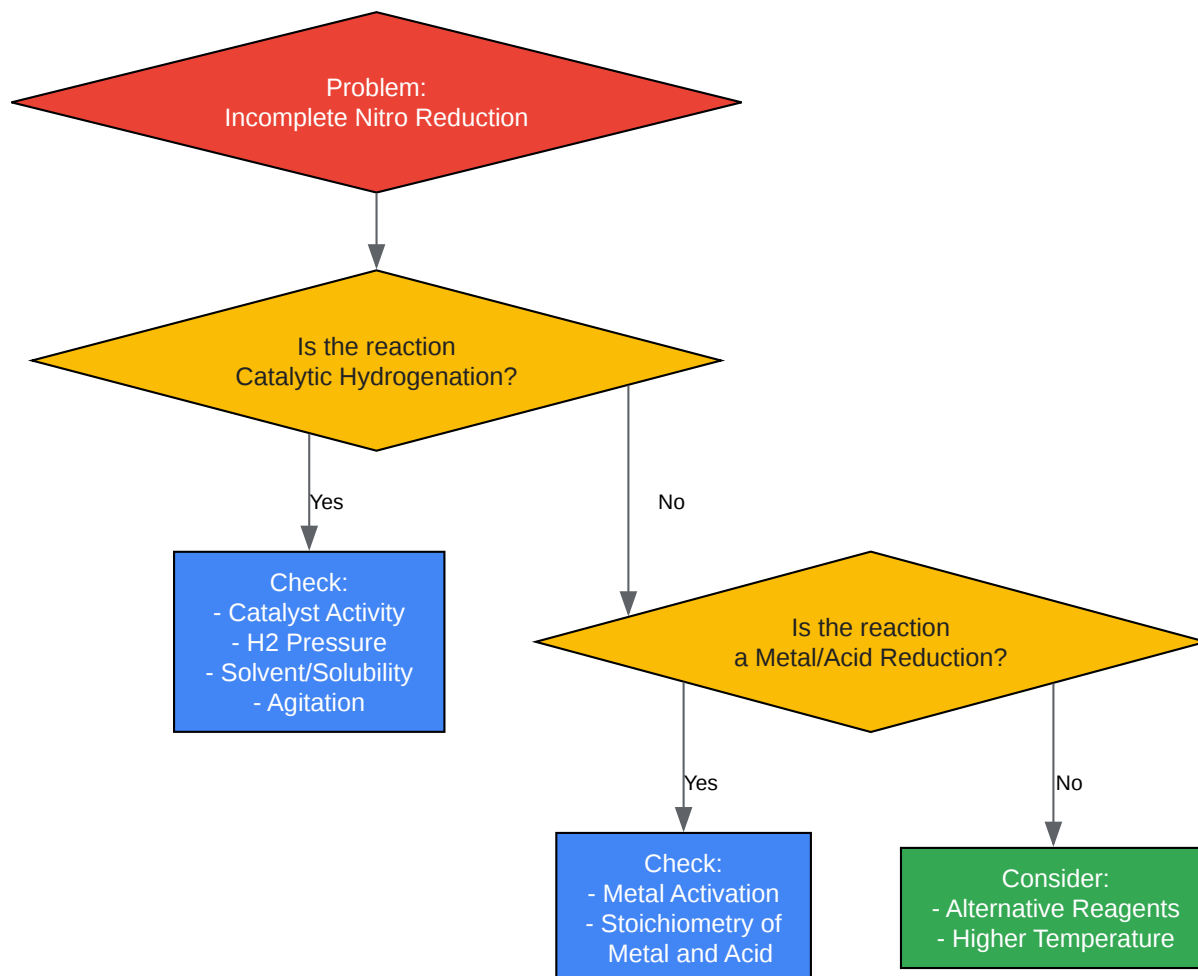 Problem:
Incomplete Nitro Reduction
Is the reaction
Catalytic Hydrogenation?
Yes
No
Check:
- Catalyst Activity
- H2 Pressure
- Solvent/Solubility
- Agitation
Is the reaction
a Metal/Acid Reduction?
Yes
No
Check:
- Metal Activation
- Stoichiometry of
Metal and Acid
Consider:
- Alternative Reagents
- Higher Temperature